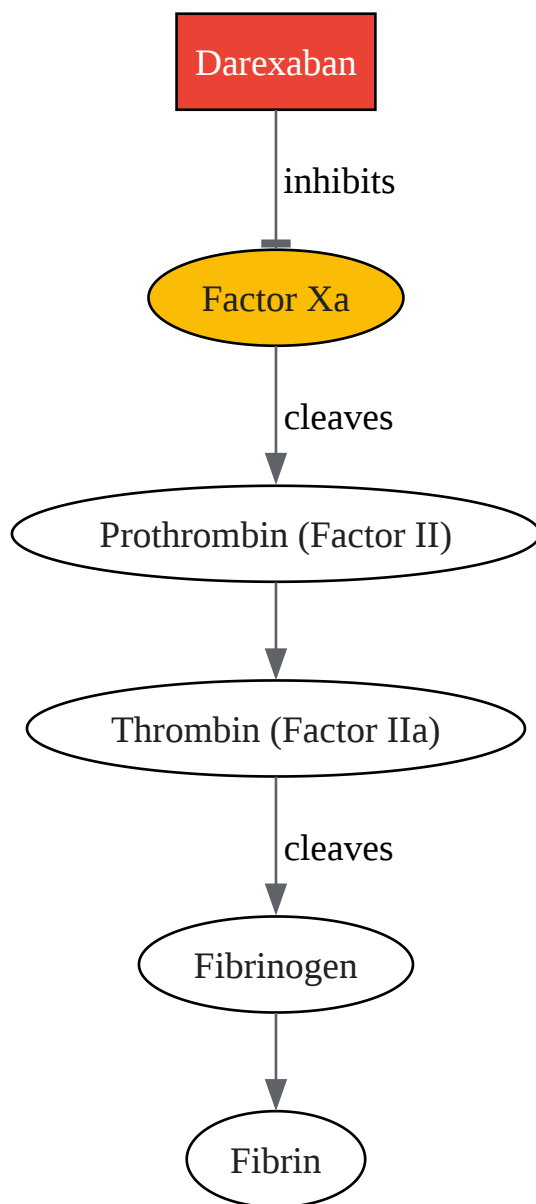 Darexaban
inhibits
Factor Xa
cleaves
Prothrombin (Factor II)
Thrombin (Factor IIa)
cleaves
Fibrinogen
Fibrin